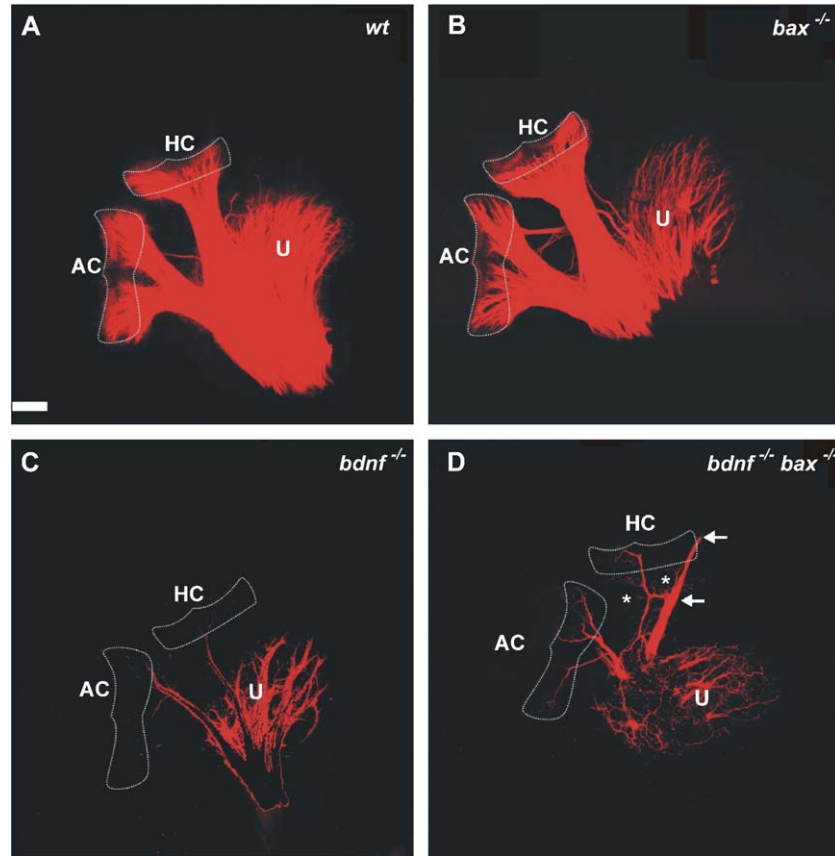 A wt
HC
AC
U
B bax -/-
HC
AC
U
C bdnf -/-
HC
AC
U
D bdnf -/- bax -/-
HC
*
*
AC
U